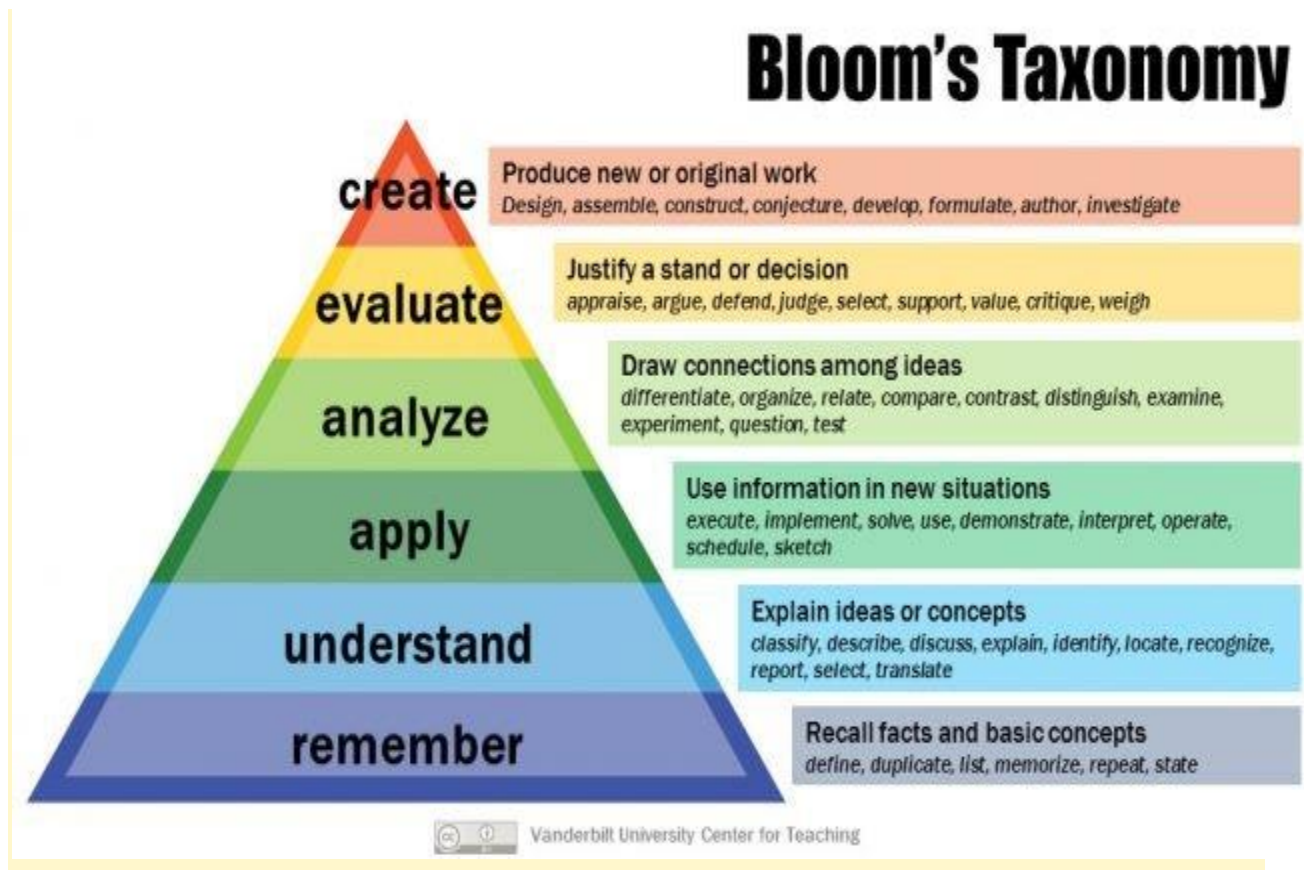 Bloom's Taxonomy
create
Produce new or original work
Design, assemble, construct, conjecture, develop, formulate, author, investigate
evaluate
Justify a stand or decision
appraise, argue, defend, judge, select, support, value, critique, weigh
analyze
Draw connections among ideas
differentiate, organize, relate, compare, contrast, distinguish, examine,
experiment, question, test
apply
Use information in new situations
execute, implement, solve, use, demonstrate, interpret, operate,
schedule, sketch
understand
Explain ideas or concepts
classify, describe, discuss, explain, identify, locate, recognize,
report, select, translate
remember
Recall facts and basic concepts
define, duplicate, list, memorize, repeat, state
cc
Vanderbilt University Center for Teaching